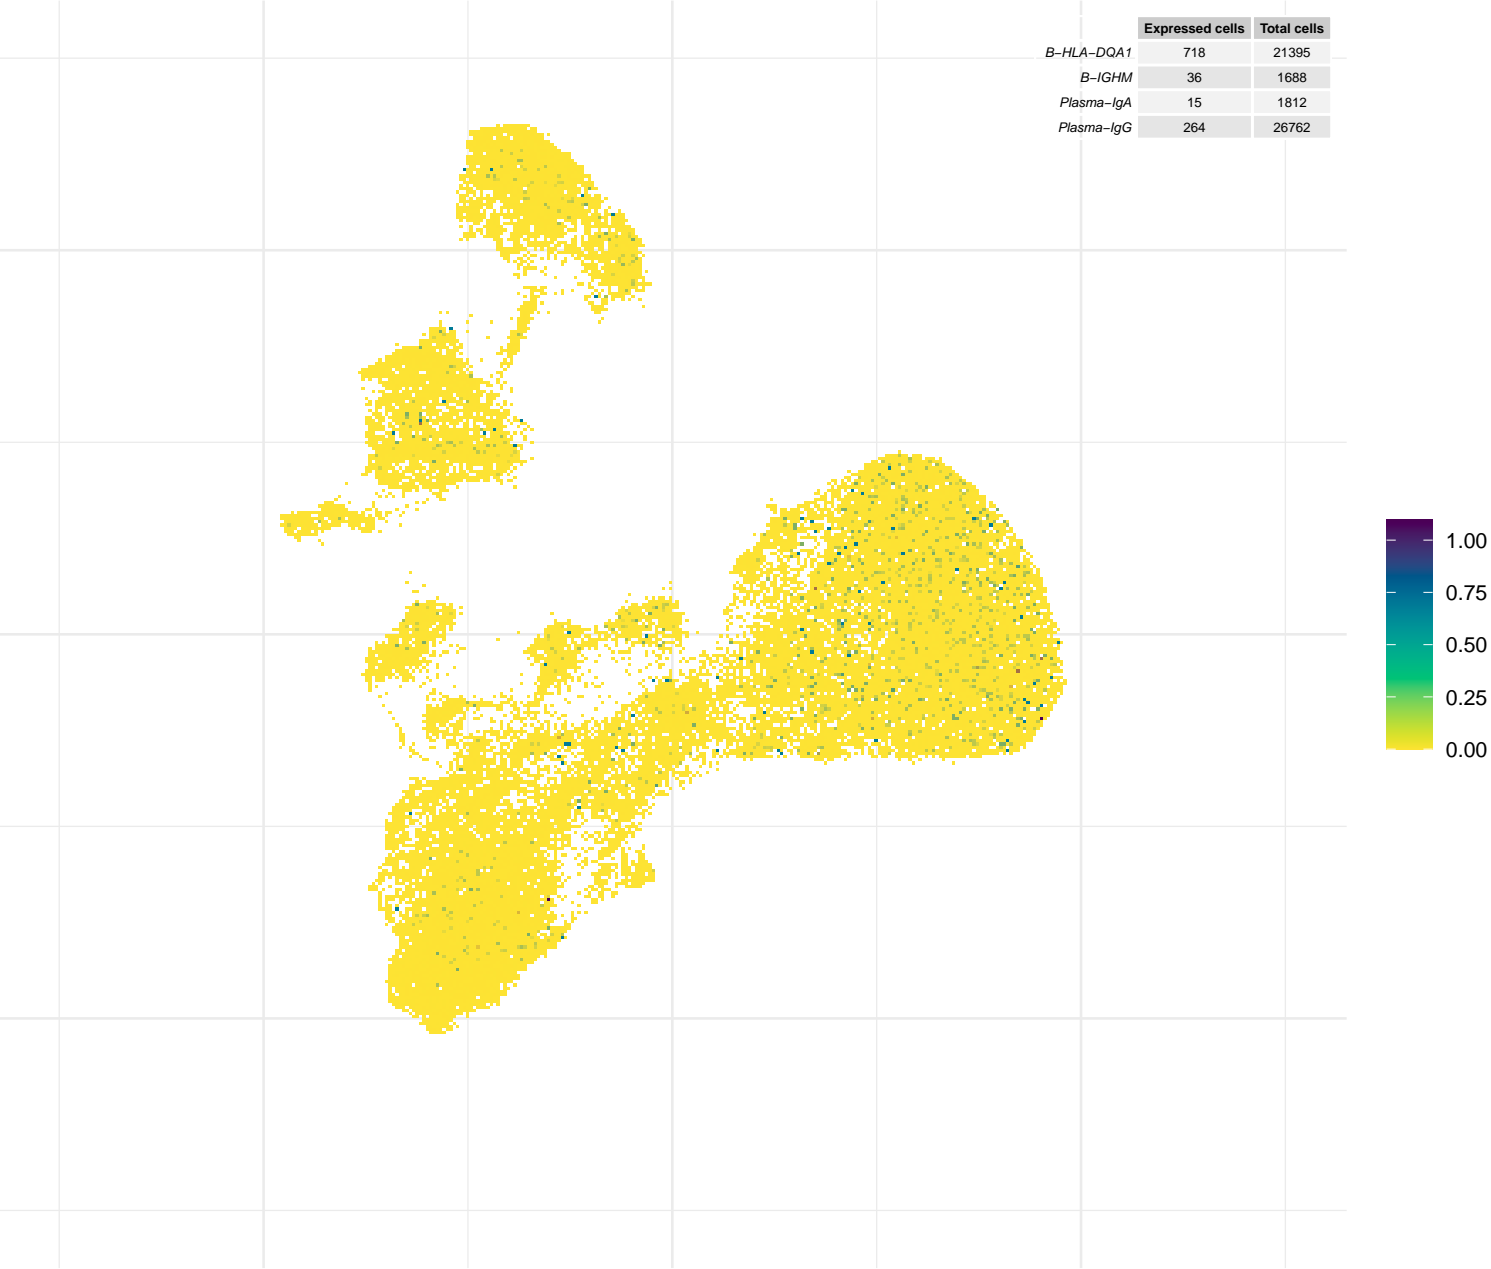 Expressed cells Total cells
B−HLA−DQA1 718 21395
B−IGHM 36 1688
Plasma−IgA 15 1812
Plasma−IgG 264 26762
1.00
0.75
0.50
0.25
0.00